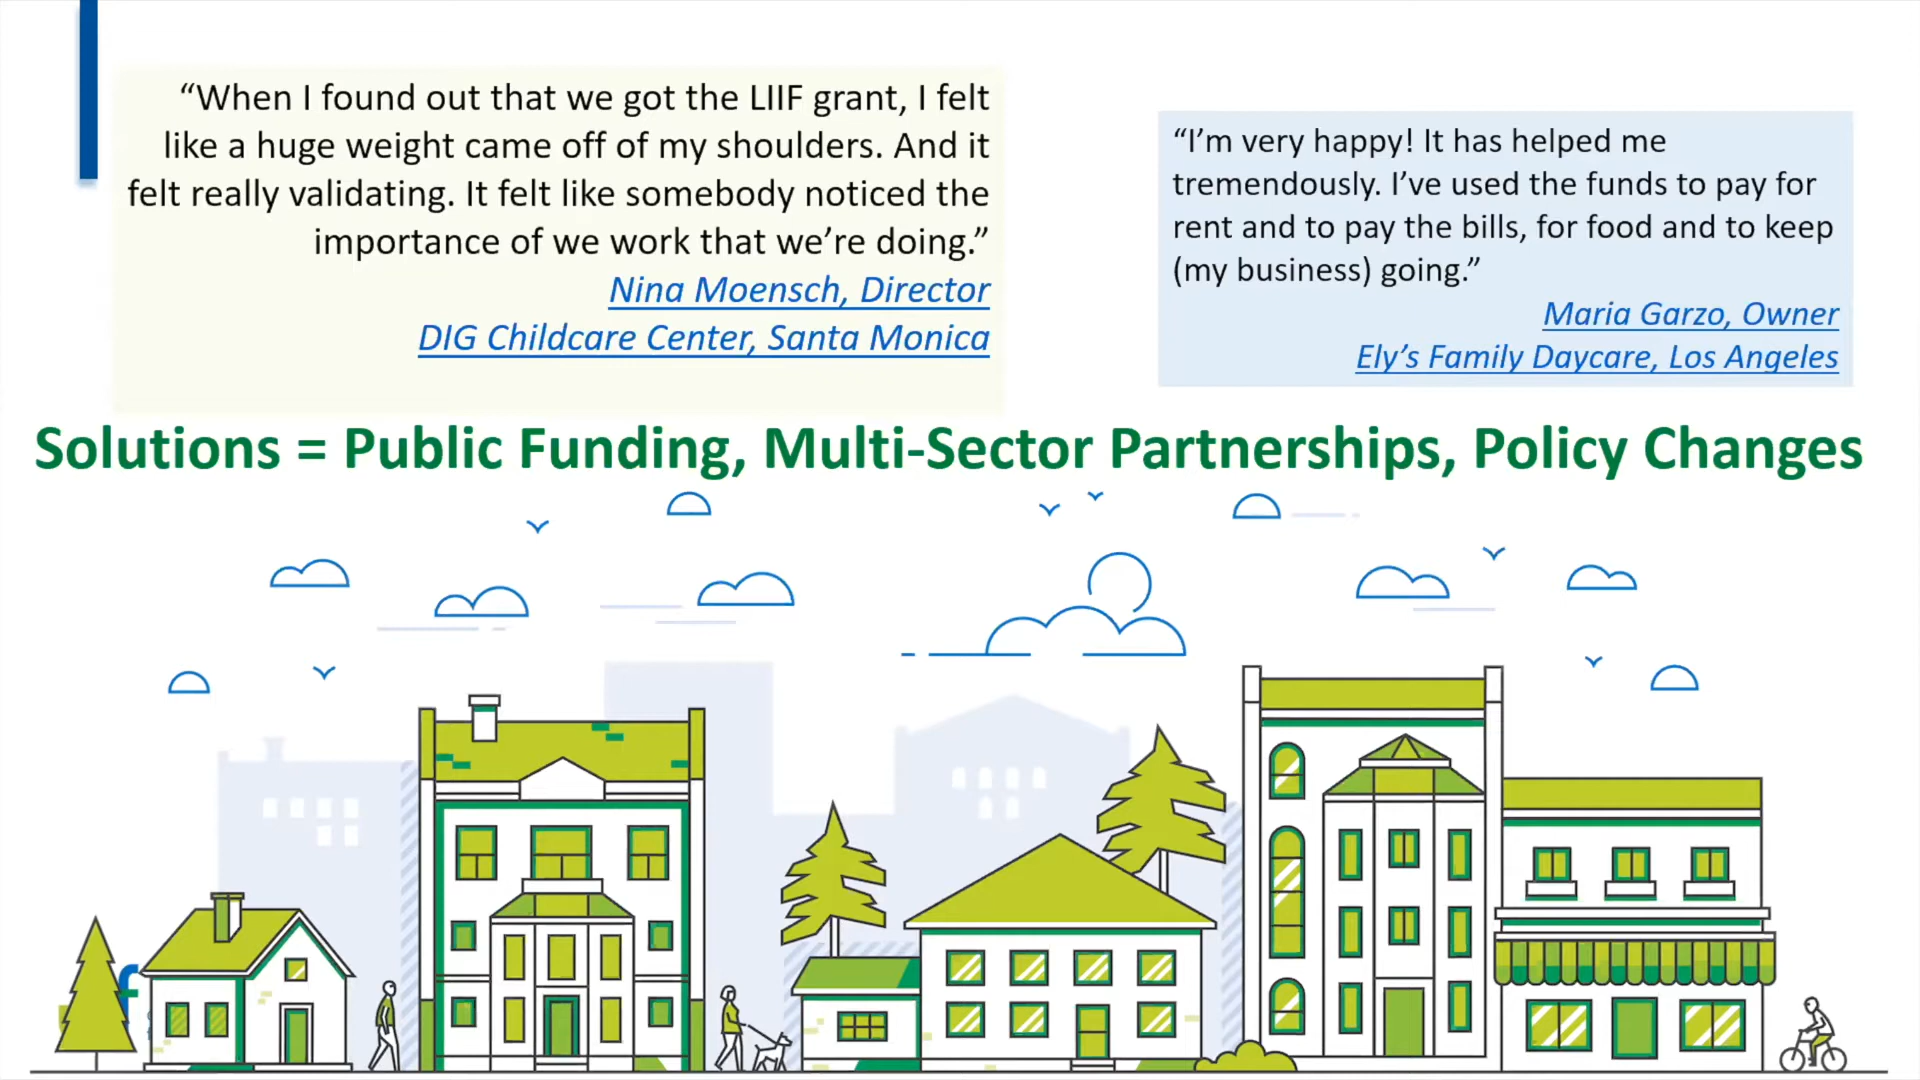 “When I found out that we got the LIIF grant, I felt
like a huge weight came off of my shoulders. And it
felt really validating. It felt like somebody noticed the
importance of we work that we’re doing.”
Nina Moensch, Director
DIG Childcare Center, Santa Monica
“I’m very happy! It has helped me
tremendously. I’ve used the funds to pay for
rent and to pay the bills, for food and to keep
(my business) going.”
Maria Garzo, Owner
Ely’s Family Daycare, Los Angeles
Solutions = Public Funding, Multi-Sector Partnerships, Policy Changes
f